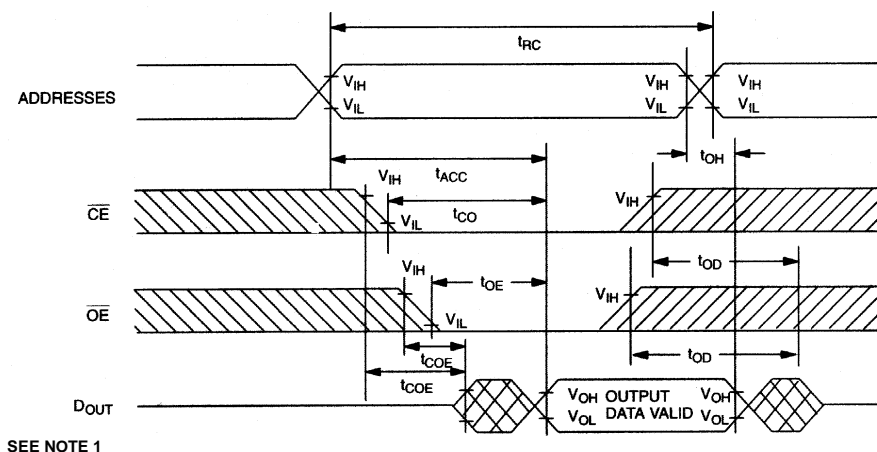 tRC
ADDRESSES
VIH
VIL
VIH
VIL
VIH
VIL
tOH
tACC
VIH
VIH
CE
tCO
VIL
tOD
VIH
tOE
VIH
OE
VIL
tCOE
tOD
tCOE
DOUT
VOH OUTPUT VOH
VOL DATA VALID VOL
SEE NOTE 1